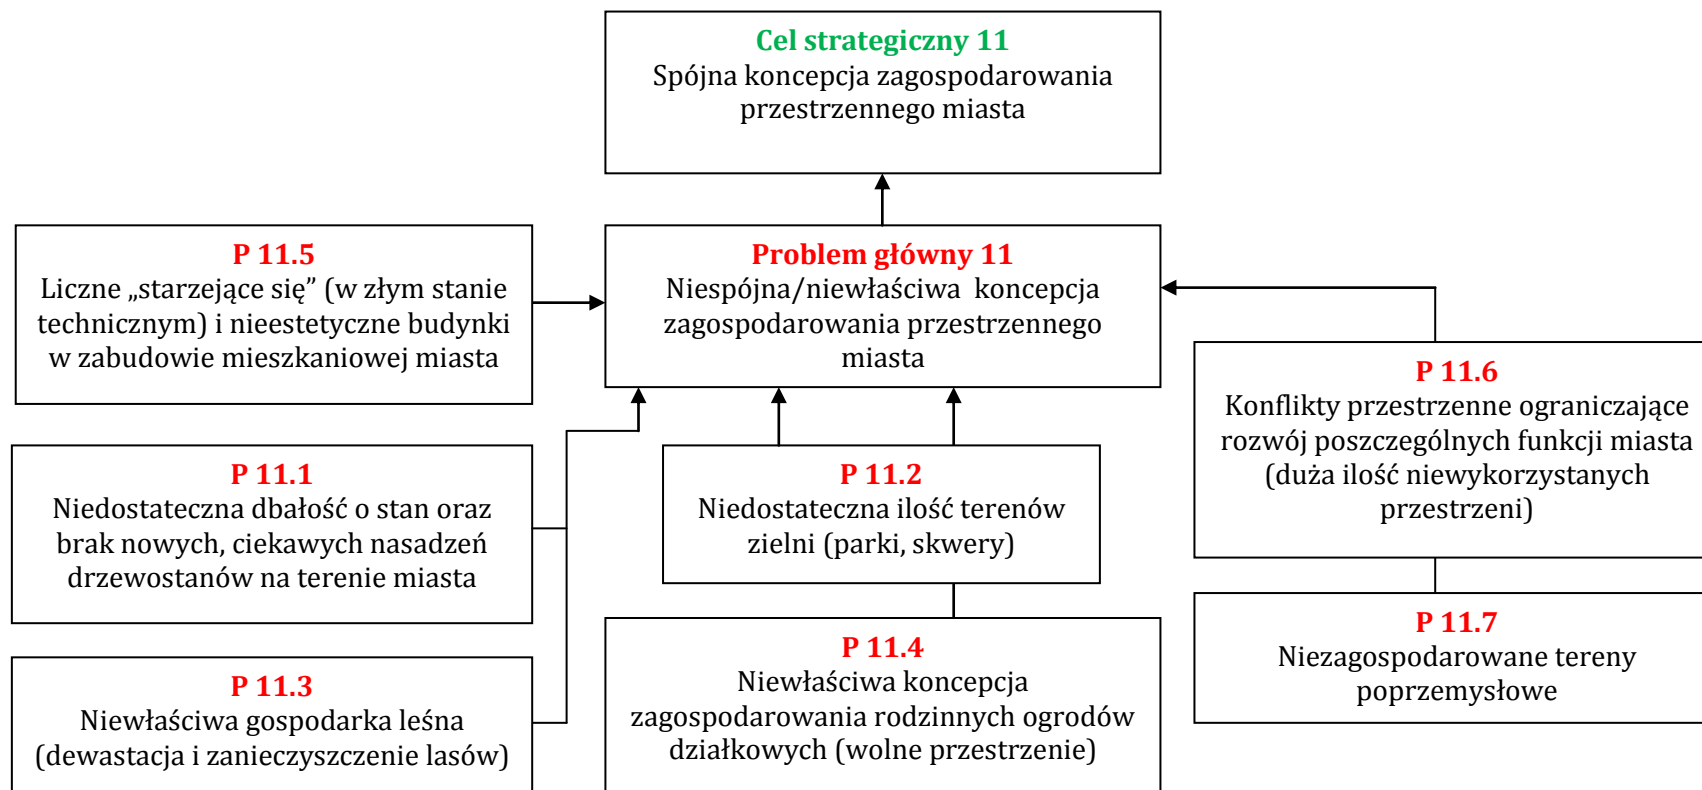 Cel strategiczny 11
Spójna koncepcja zagospodarowania
przestrzennego miasta
P 11.5
Liczne „starzejące się” (w złym stanie
technicznym) i nieestetyczne budynki
w zabudowie mieszkaniowej miasta
Problem główny 11
Niespójna/niewłaściwa koncepcja
zagospodarowania przestrzennego
miasta
P 11.6
Konflikty przestrzenne ograniczające
rozwój poszczególnych funkcji miasta
(duża ilość niewykorzystanych
przestrzeni)
P 11.1
Niedostateczna dbałość o stan oraz
brak nowych, ciekawych nasadzeń
drzewostanów na terenie miasta
P 11.2
Niedostateczna ilość terenów
zielni (parki, skwery)
P 11.3
Niewłaściwa gospodarka leśna
(dewastacja i zanieczyszczenie lasów)
P 11.4
Niewłaściwa koncepcja
zagospodarowania rodzinnych ogrodów
działkowych (wolne przestrzenie)
P 11.7
Niezagospodarowane tereny
poprzemysłowe